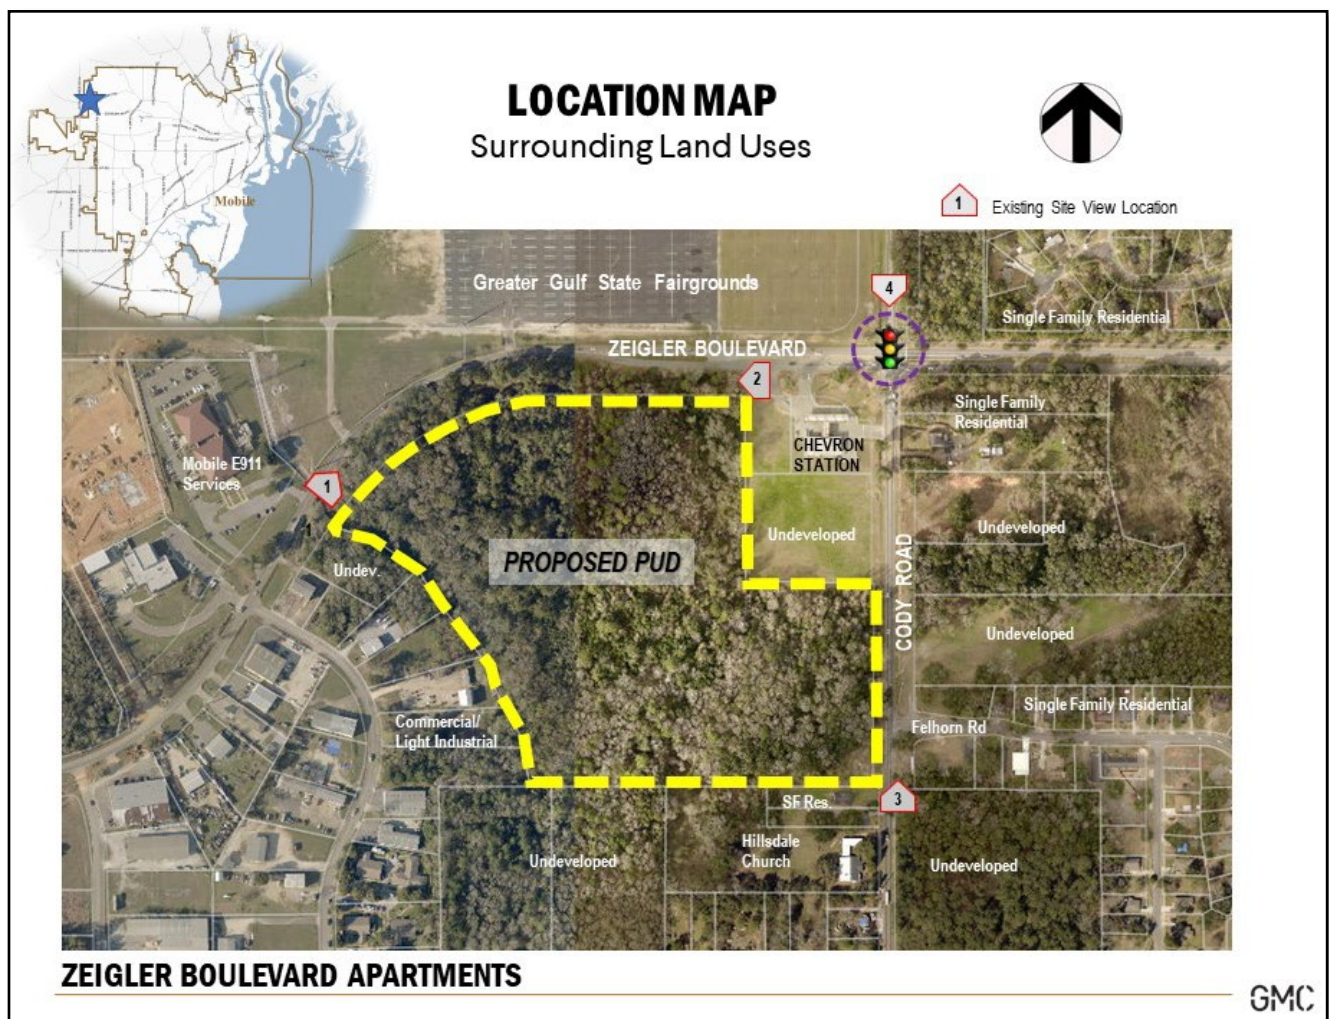 LOCATION MAP
Surrounding Land Uses
Mobile
1
Existing Site View Location
Greater Gulf State Fairgrounds
4
Single Family Residential
ZEIGLER BOULEVARD
2
Single Family
Residential
CHEVRON
STATION
Mobile E911
Services
1
Undeveloped
Undeveloped
PROPOSED PUD
Undev.
CODY ROAD
Undeveloped
Single Family Residential
Commercial/
Light Industrial
Felhorn Rd
SF Res.
3
Hillsdale
Church
Undeveloped
Undeveloped
ZEIGLER BOULEVARD APARTMENTS
GMC